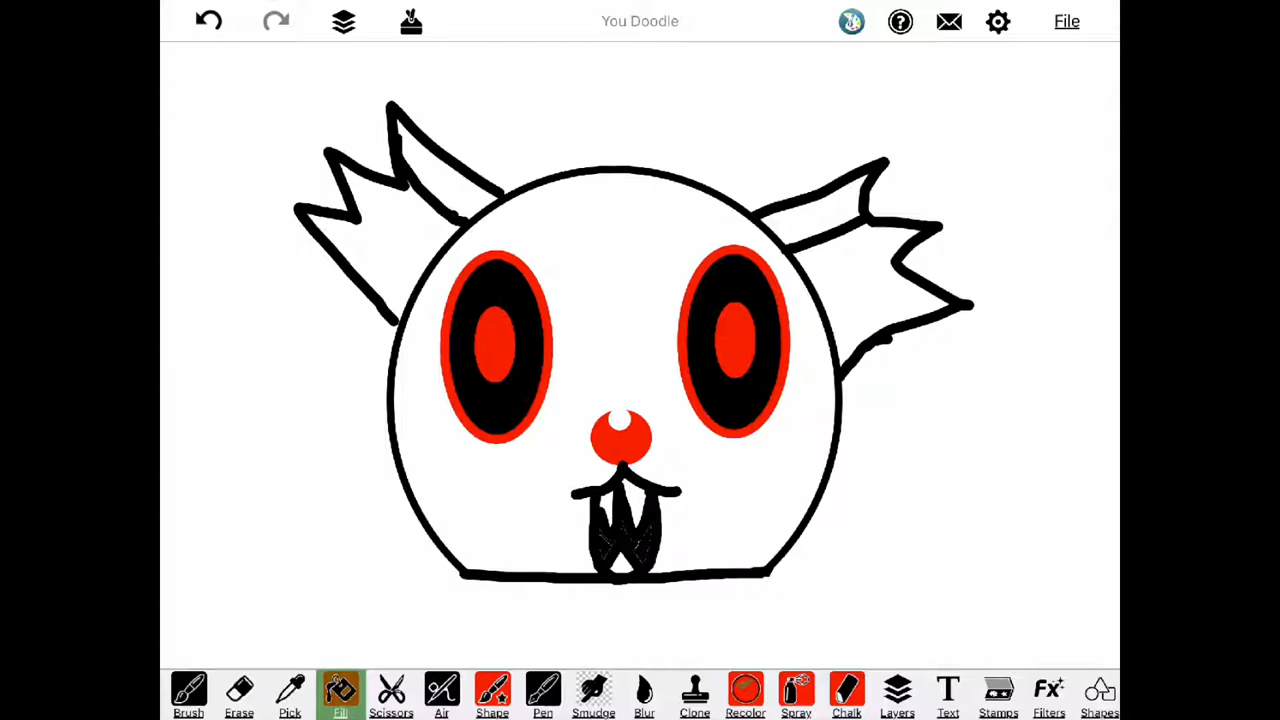 You Doodle
File
Brush Erase Pick Fill Scissors Air Shape Pen Smudge Blur Clone Recolor Spray Chalk Layers Text Stamps Filters Shapes